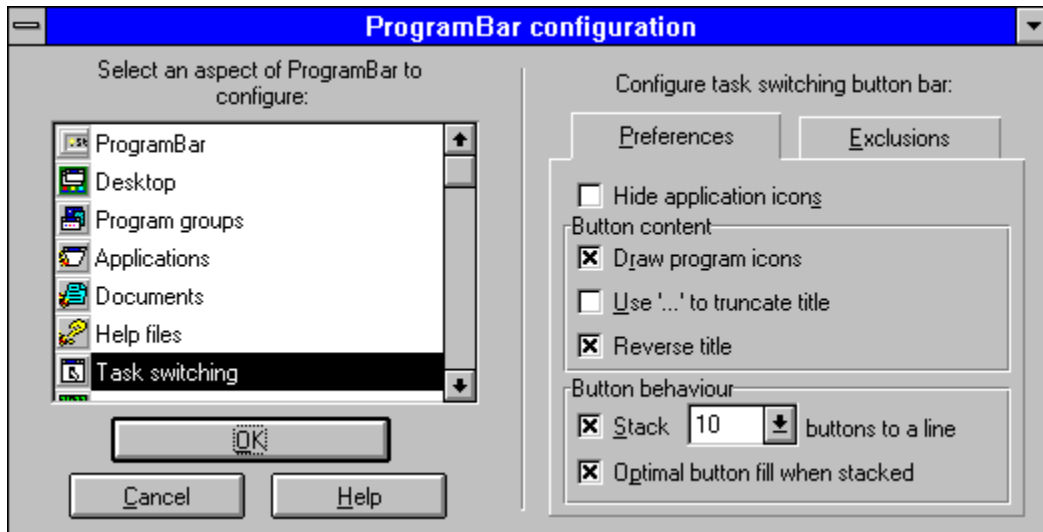 ProgramBar configuration
Select an aspect of ProgramBar to
configure:
ProgramBar
Desktop
Program groups
Applications
Documents
Help files
Task switching
OK
Cancel
Help
Configure task switching button bar:
Preferences
Exclusions
Hide application icons
Button content
Draw program icons
Use '...' to truncate title
Reverse title
Button behaviour
Stack 10 buttons to a line
Optimal button fill when stacked